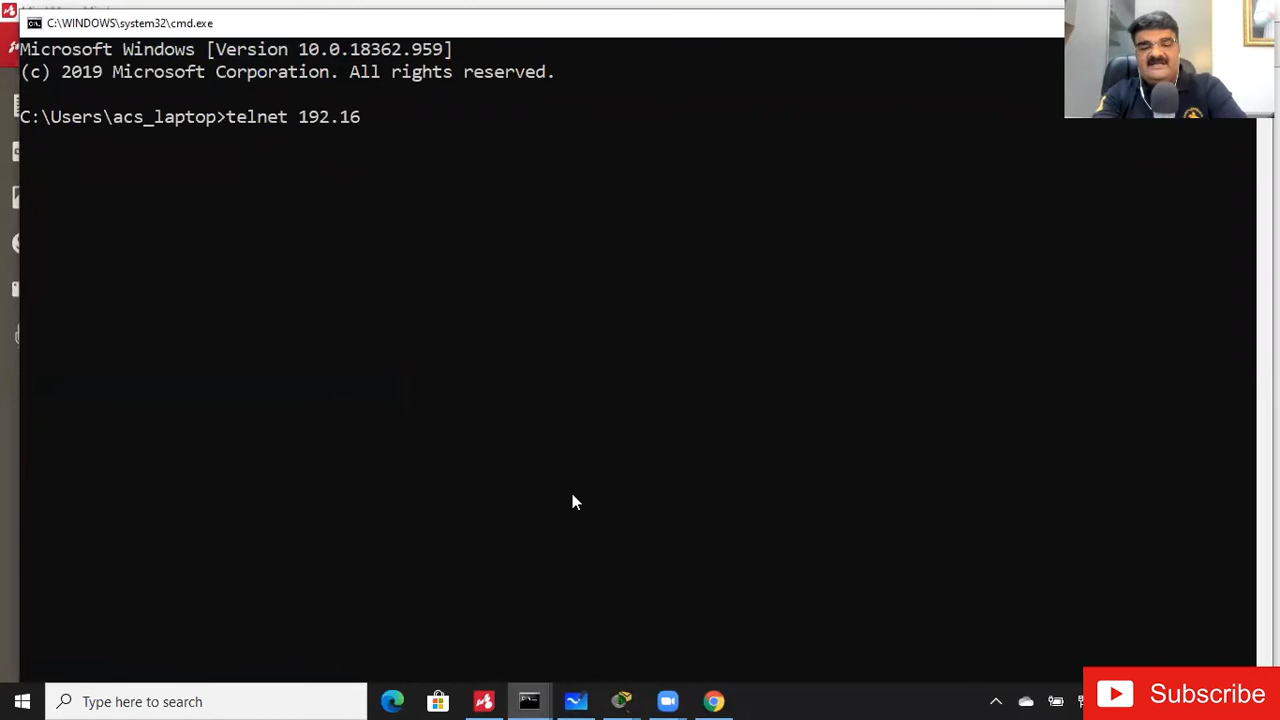 C:\WINDOWS\system32\cmd.exe
Microsoft Windows [Version 10.0.18362.959]
(c) 2019 Microsoft Corporation. All rights reserved.
C:\Users\acs_laptop>telnet 192.16
Type here to search
Subscribe